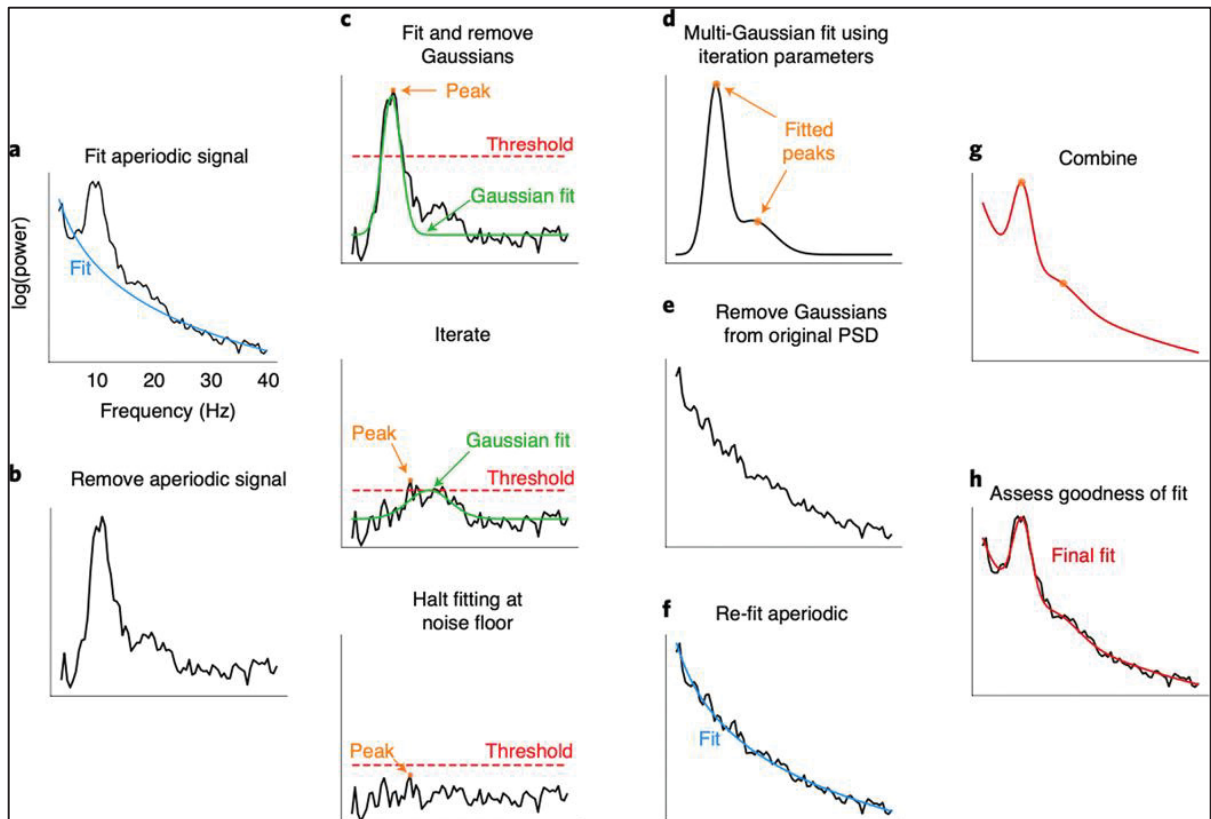 a
Fit aperiodic signal
log(power)
Fit
10 20 30 40
Frequency (Hz)
b
Remove aperiodic signal
c
Fit and remove
Gaussians
Peak
Threshold
Gaussian fit
Iterate
Peak
Gaussian fit
Threshold
Halt fitting at
noise floor
Peak
Threshold
d
Multi-Gaussian fit using
iteration parameters
Fitted
peaks
e
Remove Gaussians
from original PSD
f
Re-fit aperiodic
Fit
g
Combine
h
Assess goodness of fit
Final fit